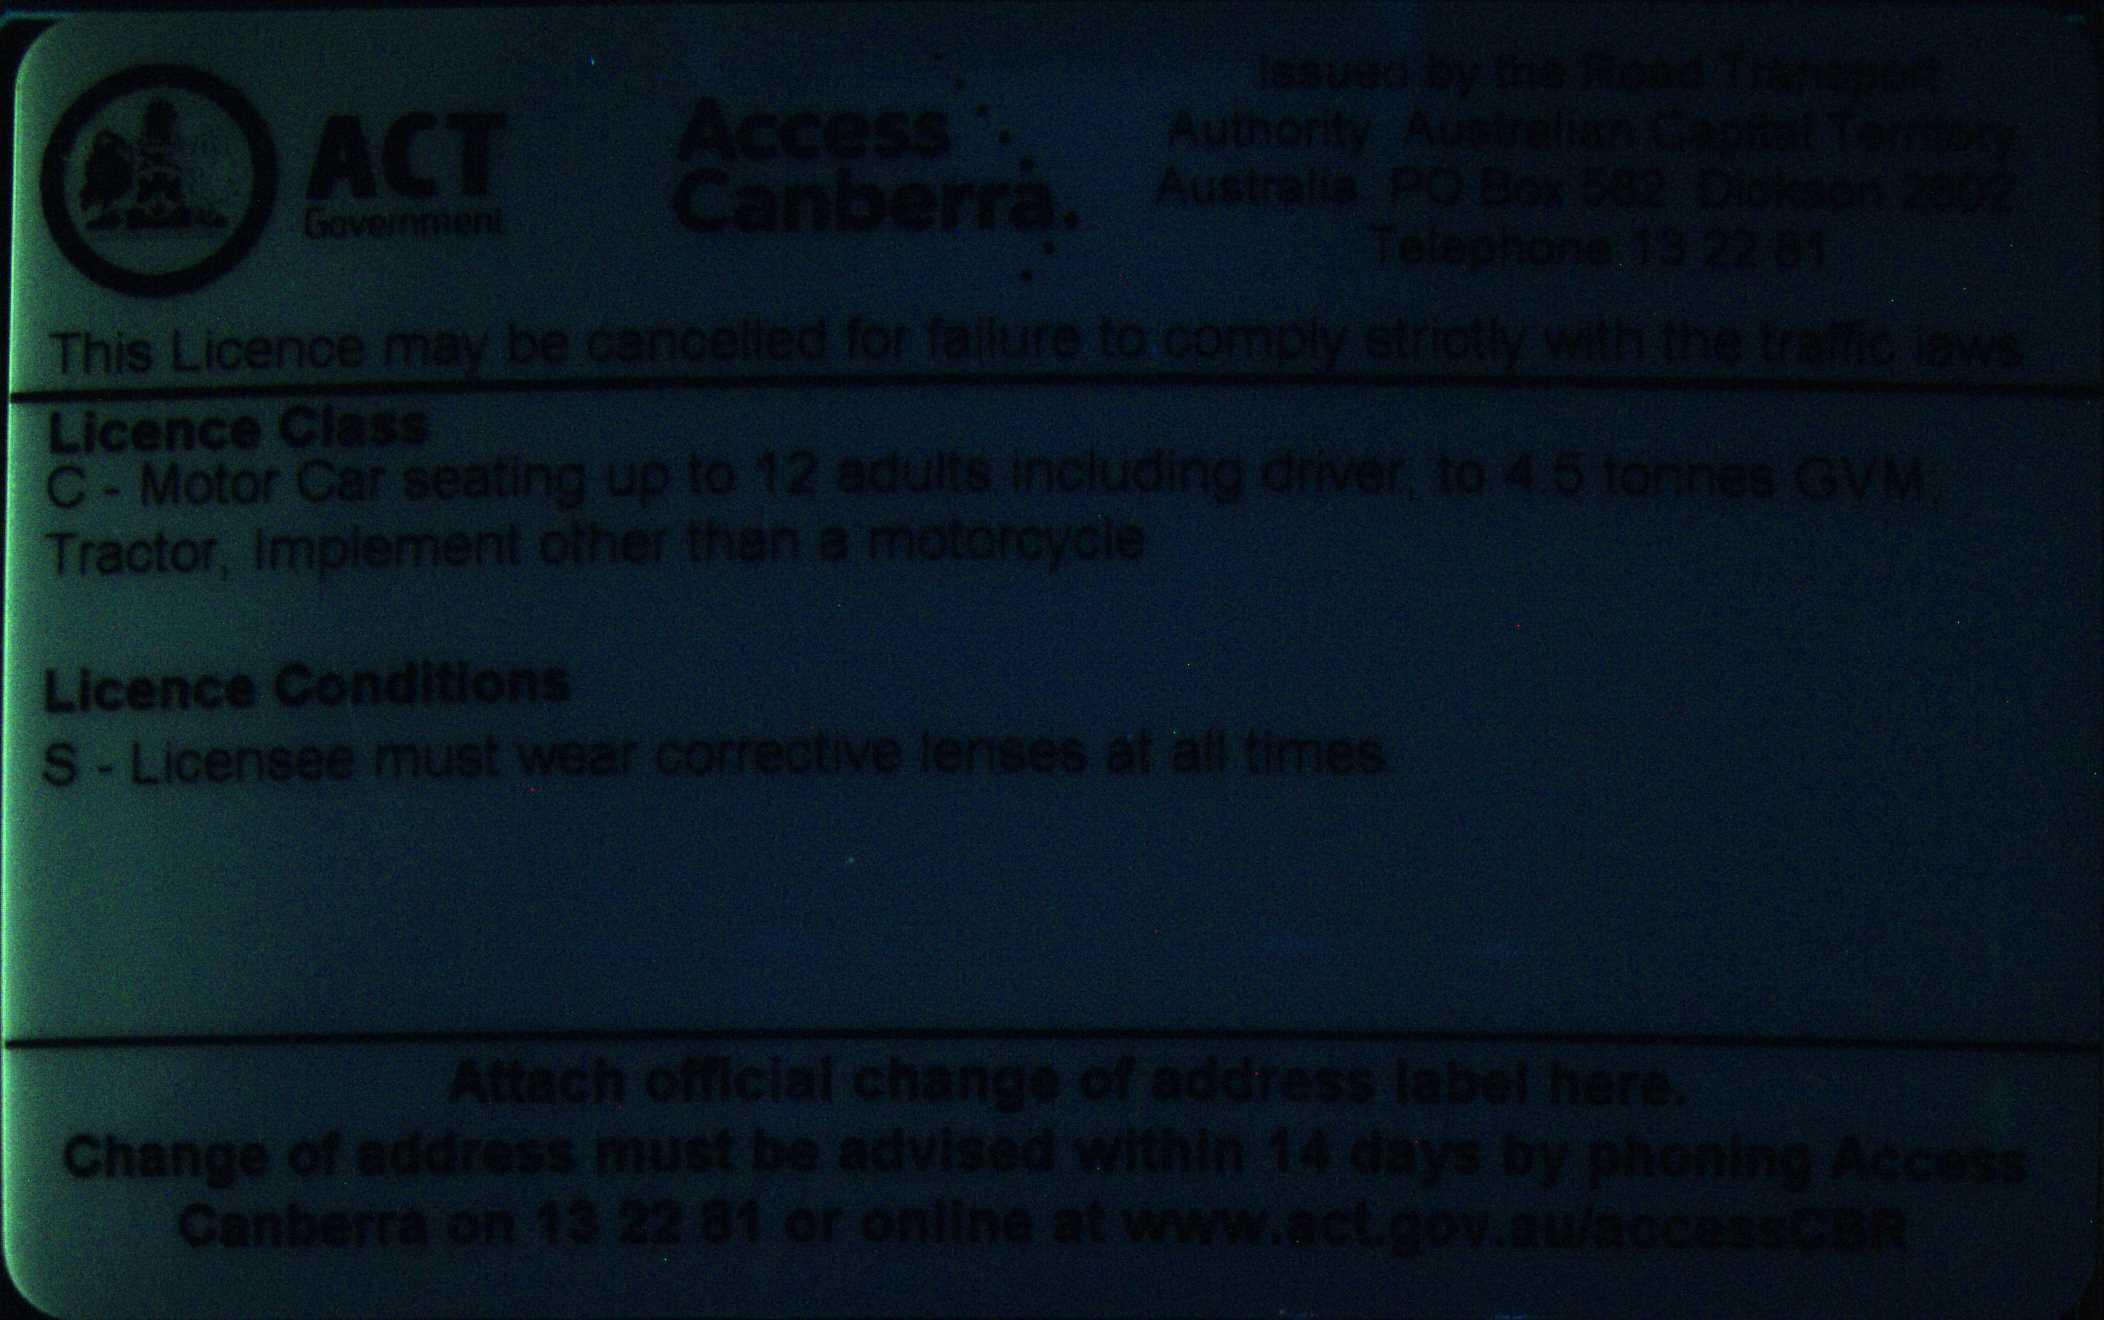 ACT
Government
Access
Canberra.
Issued by the Road Transport
Authority Australian Capital Territory
Australia PO Box 582 Dickson 2602
Telephone 13 22 81
This Licence may be cancelled for failure to comply strictly with the traffic laws
Licence Class
C - Motor Car seating up to 12 adults including driver, to 4.5 tonnes GVM,
Tractor, Implement other than a motorcycle
Licence Conditions
S - Licensee must wear corrective lenses at all times
Attach official change of address label here.
Change of address must be advised within 14 days by phoning Access
Canberra on 13 22 81 or online at www.act.gov.au/accessCBR